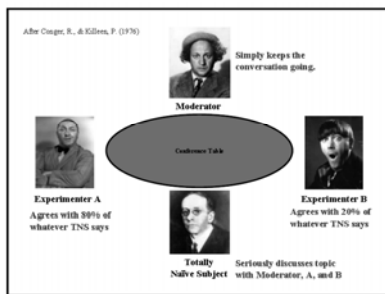 After Conger, R., & Killeen, P. (1976)
Simply keeps the
conversation going.
Moderator
Conference Table
Experimenter A
Agrees with 80% of
whatever TNS says
Experimenter B
Agrees with 20% of
whatever TNS says
Totally
Naïve Subject
Seriously discusses topic
with Moderator, A, and B